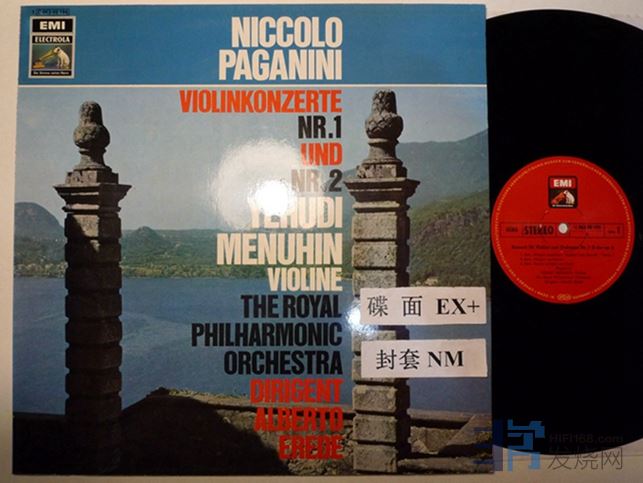 EMI
ELECTROLA
NICCOLO
PAGANINI
VIOLINKONZERTE
NR.1
UND
NR.2
YEHUDI
MENUHIN
VIOLINE
THE ROYAL
PHILHARMONIC
ORCHESTRA
DIRIGENT
ALBERTO
EREDE
碟 面 EX+
封套 NM
EMI
STEREO
HIFI168.com
发烧网